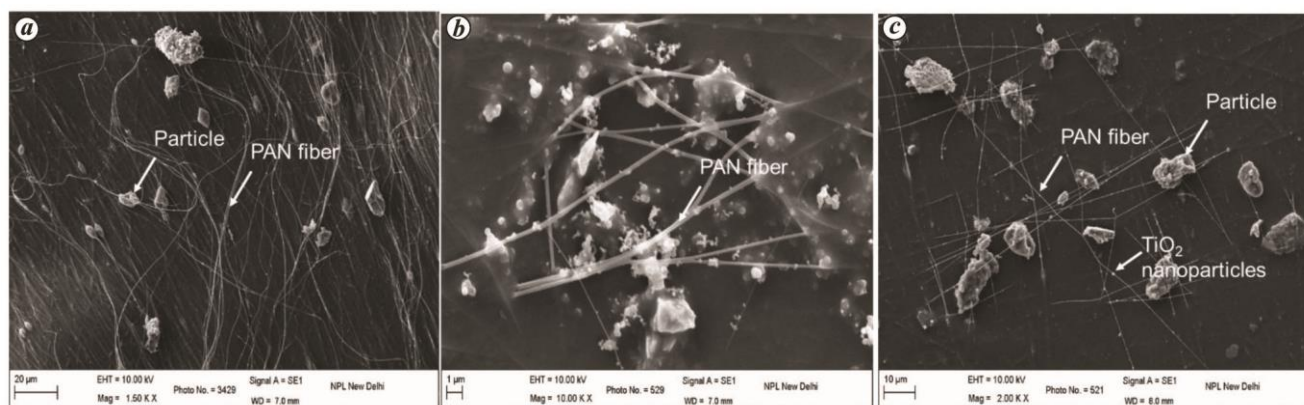 a
Particle
PAN fiber
20 µm
EHT = 10.00 kV
Mag = 1.50 K X
Photo No. = 3429
Signal A = SE1
WD = 7.0 mm
NPL New Delhi
b
PAN fiber
1 µm
EHT = 10.00 kV
Mag = 10.00 K X
Photo No. = 529
Signal A = SE1
WD = 7.0 mm
NPL New Delhi
c
Particle
PAN fiber
TiO₂
nanoparticles
10 µm
EHT = 10.00 kV
Mag = 2.00 K X
Photo No. =521
Signal A = SE1
WD = 8.0 mm
NPL New Delhi